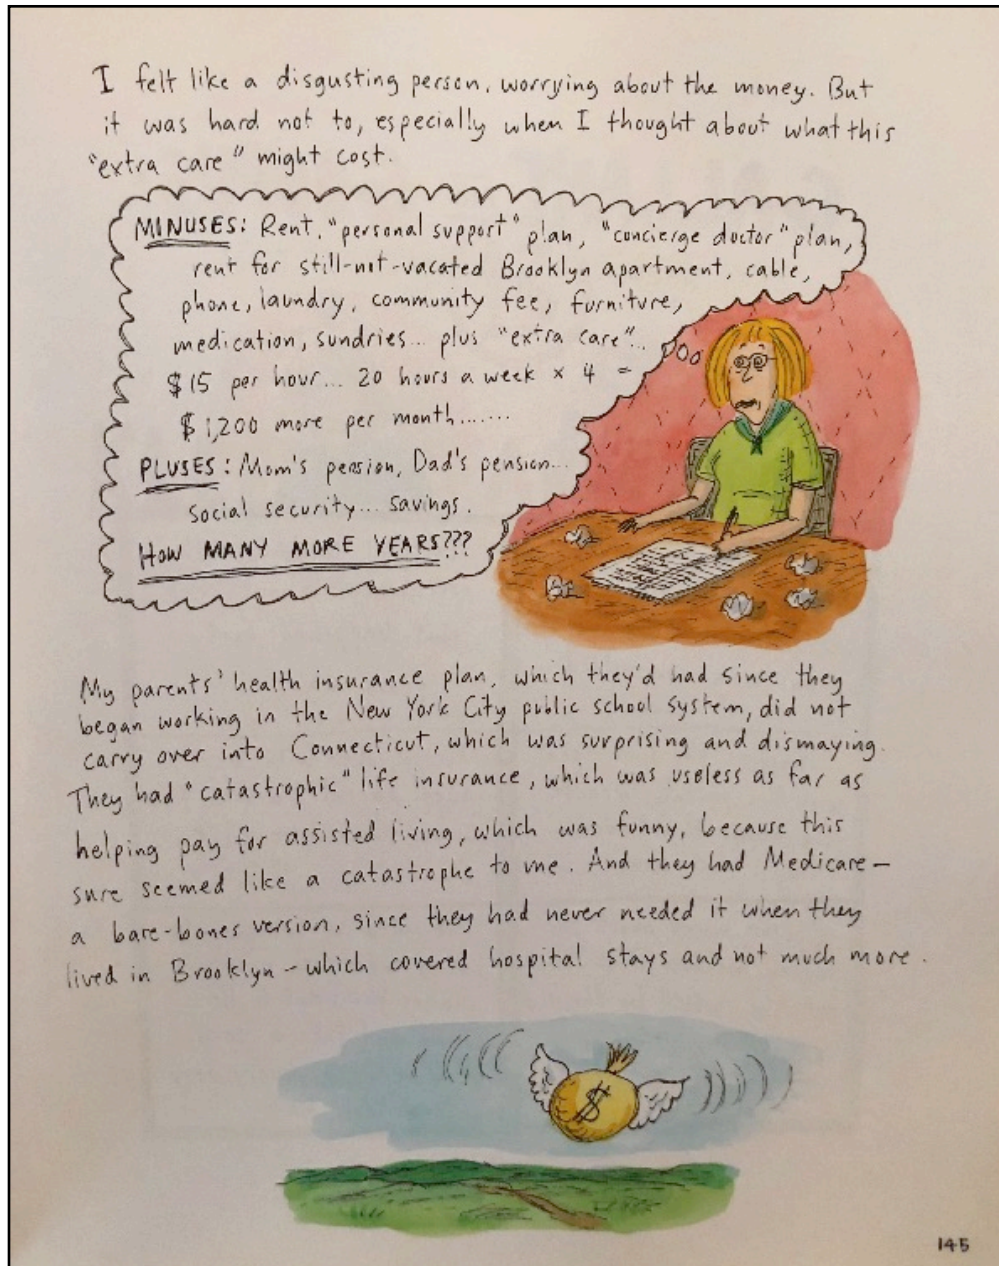 I felt like a disgusting person, worrying about the money. But
it was hard not to, especially when I thought about what this
"extra care" might cost.
MINUSES: Rent, "personal support" plan, "concierge doctor" plan,
rent for still-not-vacated Brooklyn apartment, cable,
phone, laundry, community fee, furniture,
medication, sundries... plus "extra care"...
$15 per hour... 20 hours a week x 4 =
$1,200 more per month.......
PLUSES: Mom's pension, Dad's pension...
social security... savings.
HOW MANY MORE YEARS???
My parents' health insurance plan, which they'd had since they
began working in the New York City public school system, did not
carry over into Connecticut, which was surprising and dismaying.
They had "catastrophic" life insurance, which was useless as far as
helping pay for assisted living, which was funny, because this
sure seemed like a catastrophe to me. And they had Medicare—
a bare-bones version, since they had never needed it when they
lived in Brooklyn—which covered hospital stays and not much more.
$
145